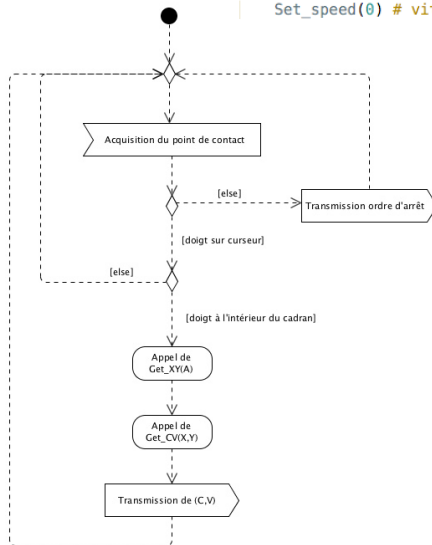 Set_speed(0) # vit
Acquisition du point de contact
[else]
Transmission ordre d'arrêt
[doigt sur curseur]
[else]
[doigt à l'intérieur du cadran]
Appel de
Get_XY(A)
Appel de
Get_CV(X,Y)
Transmission de (C,V)